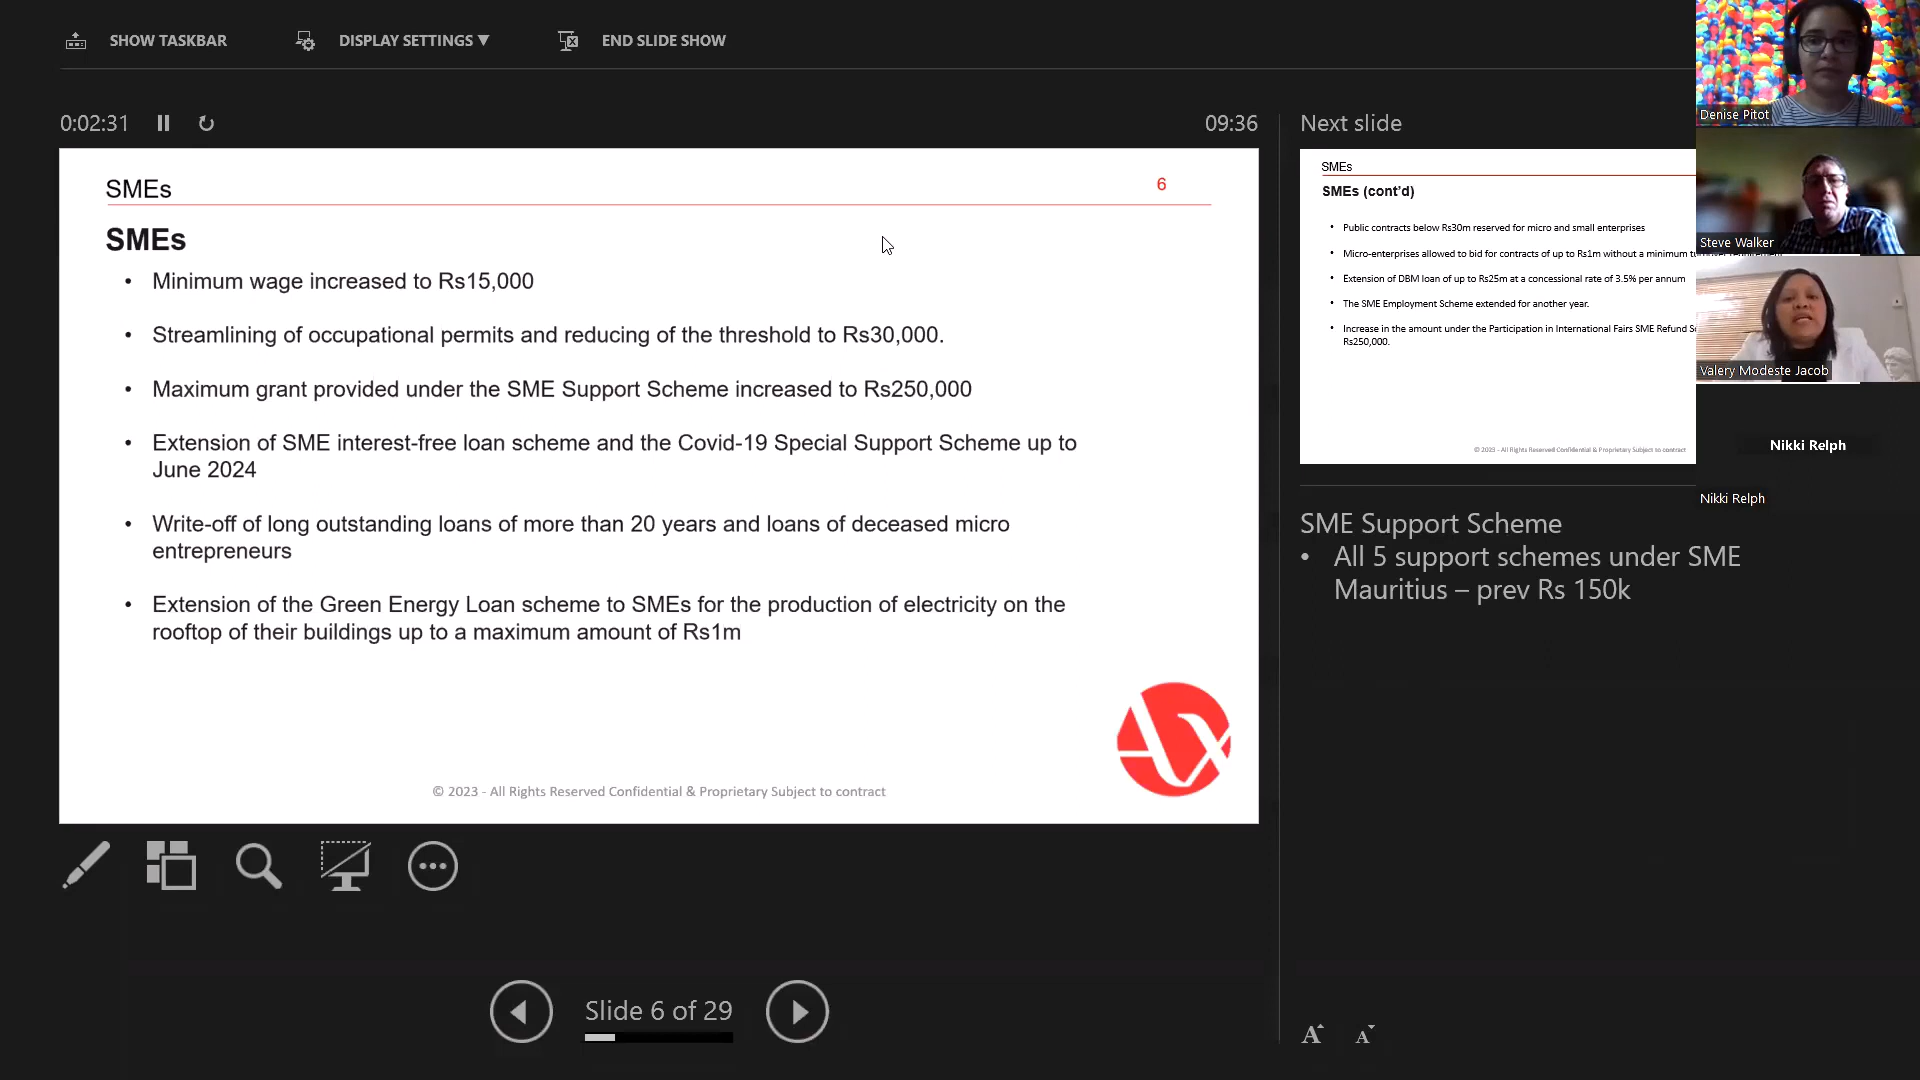 SHOW TASKBAR
DISPLAY SETTINGS ▼
END SLIDE SHOW
0:02:31
09:36
SMEs
6
SMEs
• Minimum wage increased to Rs15,000
• Streamlining of occupational permits and reducing of the threshold to Rs30,000.
• Maximum grant provided under the SME Support Scheme increased to Rs250,000
• Extension of SME interest-free loan scheme and the Covid-19 Special Support Scheme up to
June 2024
• Write-off of long outstanding loans of more than 20 years and loans of deceased micro
entrepreneurs
• Extension of the Green Energy Loan scheme to SMEs for the production of electricity on the
rooftop of their buildings up to a maximum amount of Rs1m
© 2023 - All Rights Reserved Confidential & Proprietary Subject to contract
Slide 6 of 29
Next slide
SMEs
SMEs (cont’d)
• Public contracts below Rs30m reserved for micro and small enterprises
• Micro-enterprises allowed to bid for contracts of up to Rs1m without a minimum
• Extension of DBM loan of up to Rs25m at a concessional rate of 3.5% per annum
• The SME Employment Scheme extended for another year.
• Increase in the amount under the Participation in International Fairs SME Refund
Rs250,000.
© 2023 - All Rights Reserved Confidential & Proprietary Subject to contract
SME Support Scheme
• All 5 support schemes under SME
Mauritius – prev Rs 150k
A A
Denise Pitot
Steve Walker
Valery Modeste Jacob
Nikki Relph
Nikki Relph